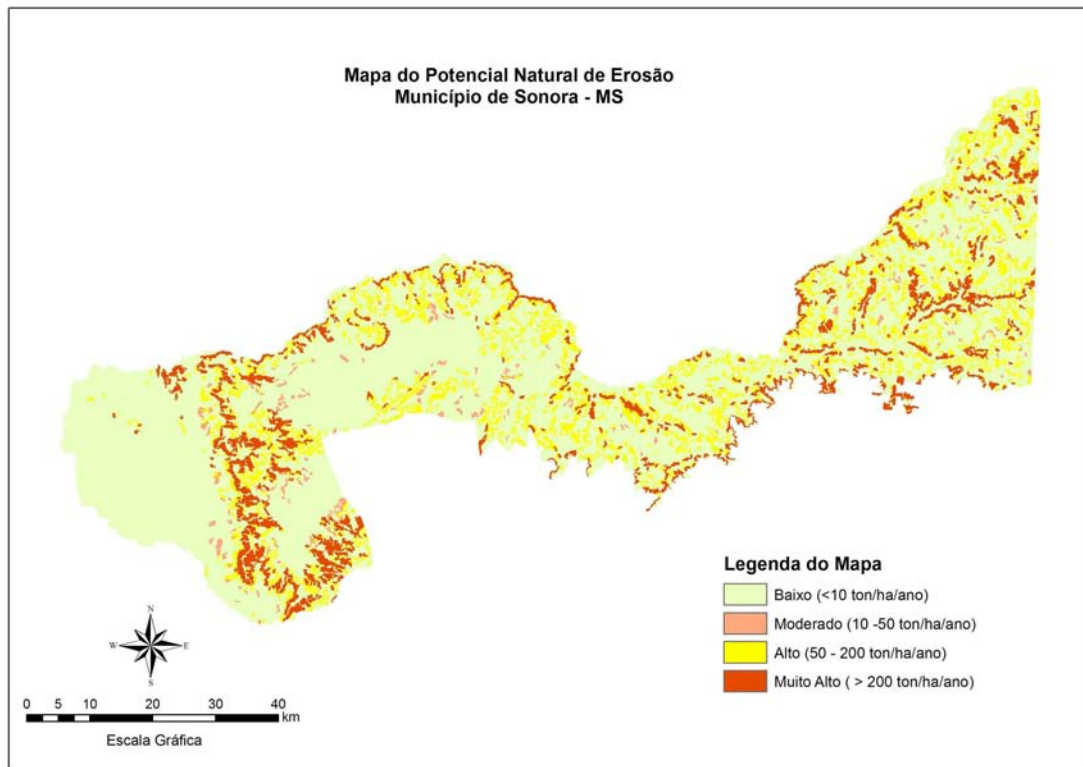 Mapa do Potencial Natural de Erosão
Município de Sonora - MS
Legenda do Mapa
Baixo (<10 ton/ha/ano)
Moderado (10 -50 ton/ha/ano)
Alto (50 - 200 ton/ha/ano)
Muito Alto ( > 200 ton/ha/ano)
N
W E
S
0 5 10 20 30 40
km
Escala Gráfica